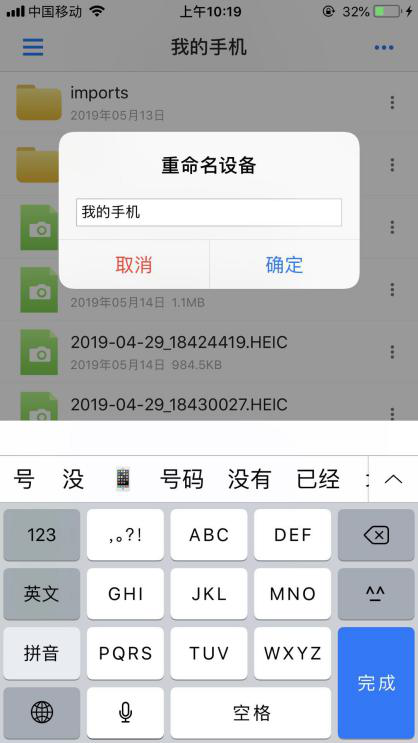 中国移动 上午10:19 32%
我的手机
imports
2019年05月13日
重命名设备
我的手机
取消 确定
2019年05月14日 1.1MB
2019-04-29_18424419.HEIC
2019年05月14日 984.5KB
2019-04-29_18430027.HEIC
号 没 号码 没有 已经
123 ,。?! ABC DEF
英文 GHI JKL MNO ^^
拼音 PQRS TUV WXYZ 完成
空格